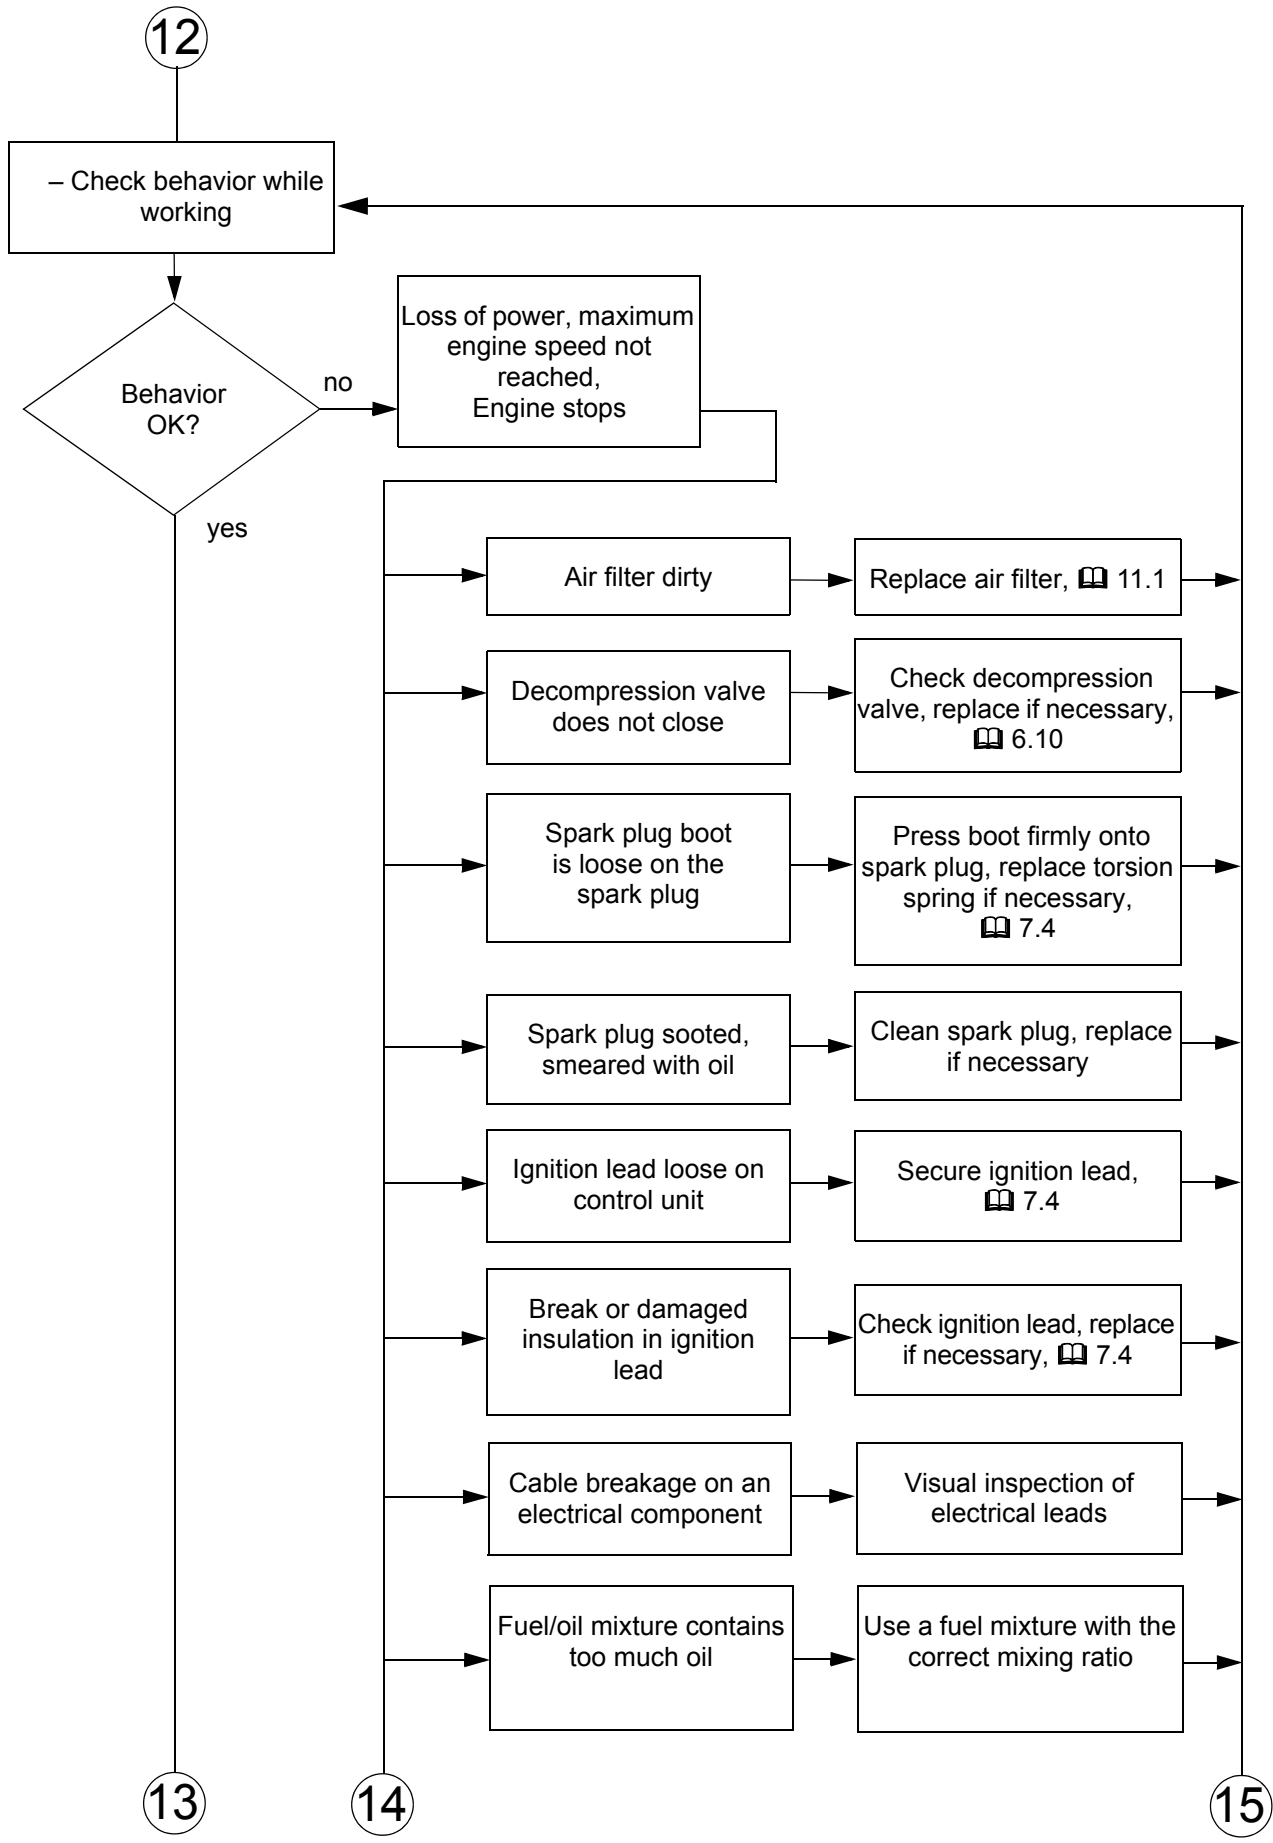 12
– Check behavior while
working
Behavior
OK?
no
yes
Loss of power, maximum
engine speed not
reached,
Engine stops
Air filter dirty
Replace air filter, 📖 11.1
Decompression valve
does not close
Check decompression
valve, replace if necessary,
📖 6.10
Spark plug boot
is loose on the
spark plug
Press boot firmly onto
spark plug, replace torsion
spring if necessary,
📖 7.4
Spark plug sooted,
smeared with oil
Clean spark plug, replace
if necessary
Ignition lead loose on
control unit
Secure ignition lead,
📖 7.4
Break or damaged
insulation in ignition
lead
Check ignition lead, replace
if necessary, 📖 7.4
Cable breakage on an
electrical component
Visual inspection of
electrical leads
Fuel/oil mixture contains
too much oil
Use a fuel mixture with the
correct mixing ratio
13
14
15